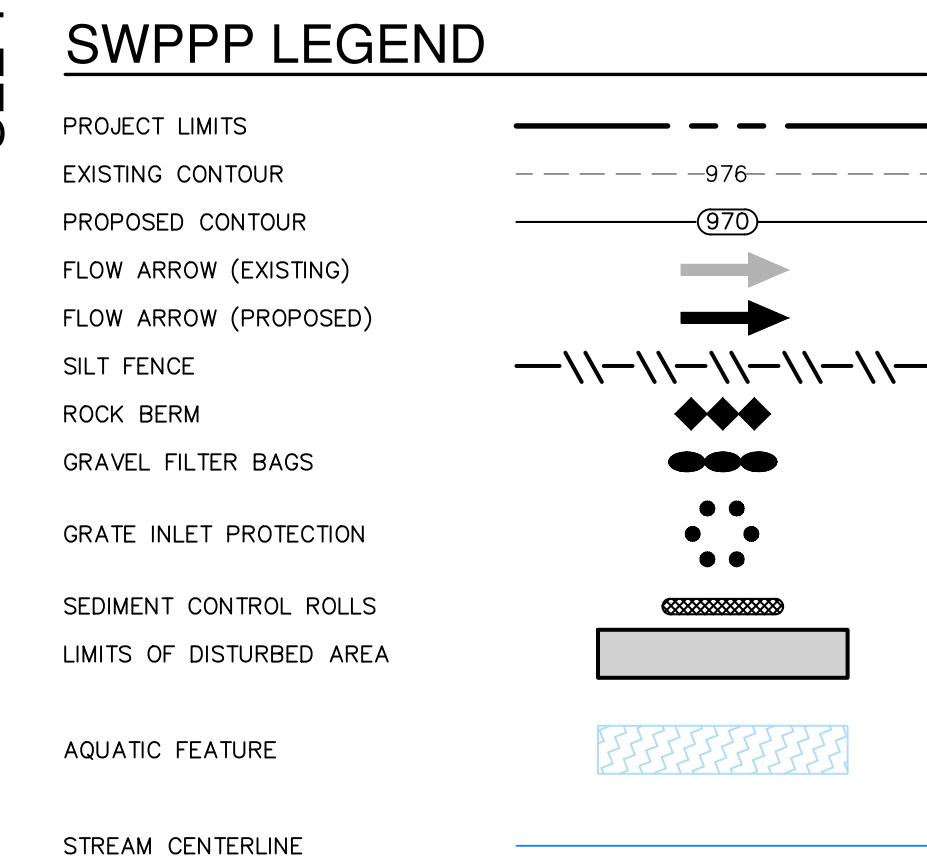 SWPPP LEGEND
PROJECT LIMITS
EXISTING CONTOUR 976
PROPOSED CONTOUR 970
FLOW ARROW (EXISTING)
FLOW ARROW (PROPOSED)
SILT FENCE
ROCK BERM
GRAVEL FILTER BAGS
GRATE INLET PROTECTION
SEDIMENT CONTROL ROLLS
LIMITS OF DISTURBED AREA
AQUATIC FEATURE
STREAM CENTERLINE